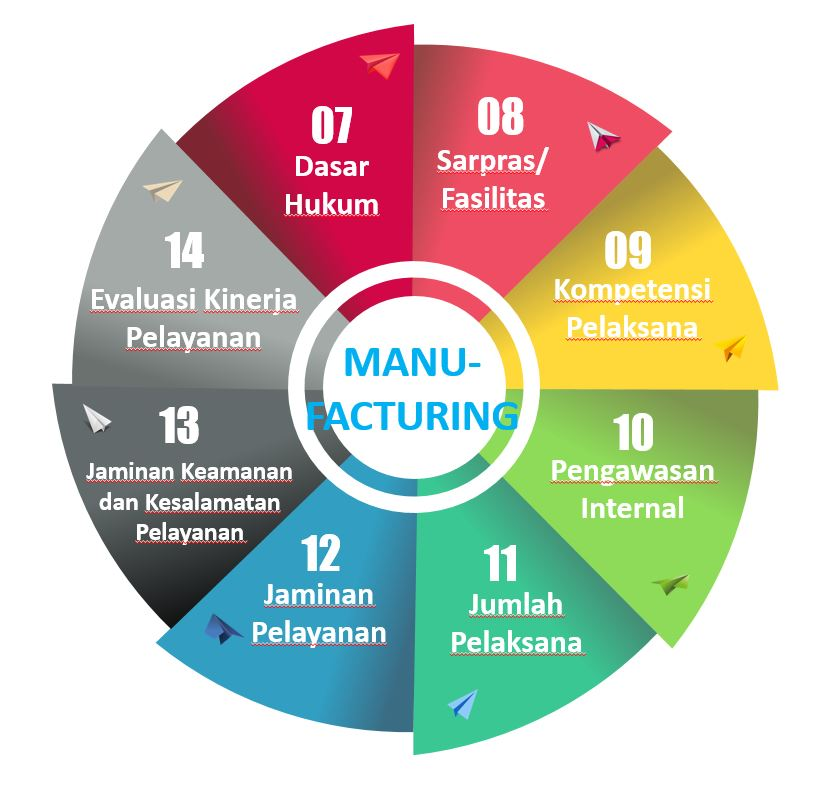 07
Dasar
Hukum
08
Sarpras/
Fasilitas
09
Kompetensi
Pelaksana
10
Pengawasan
Internal
11
Jumlah
Pelaksana
12
Jaminan
Pelayanan
13
Jaminan Keamanan
dan Kesalamatan
Pelayanan
14
Evaluasi Kinerja
Pelayanan
MANU-
FACTURING